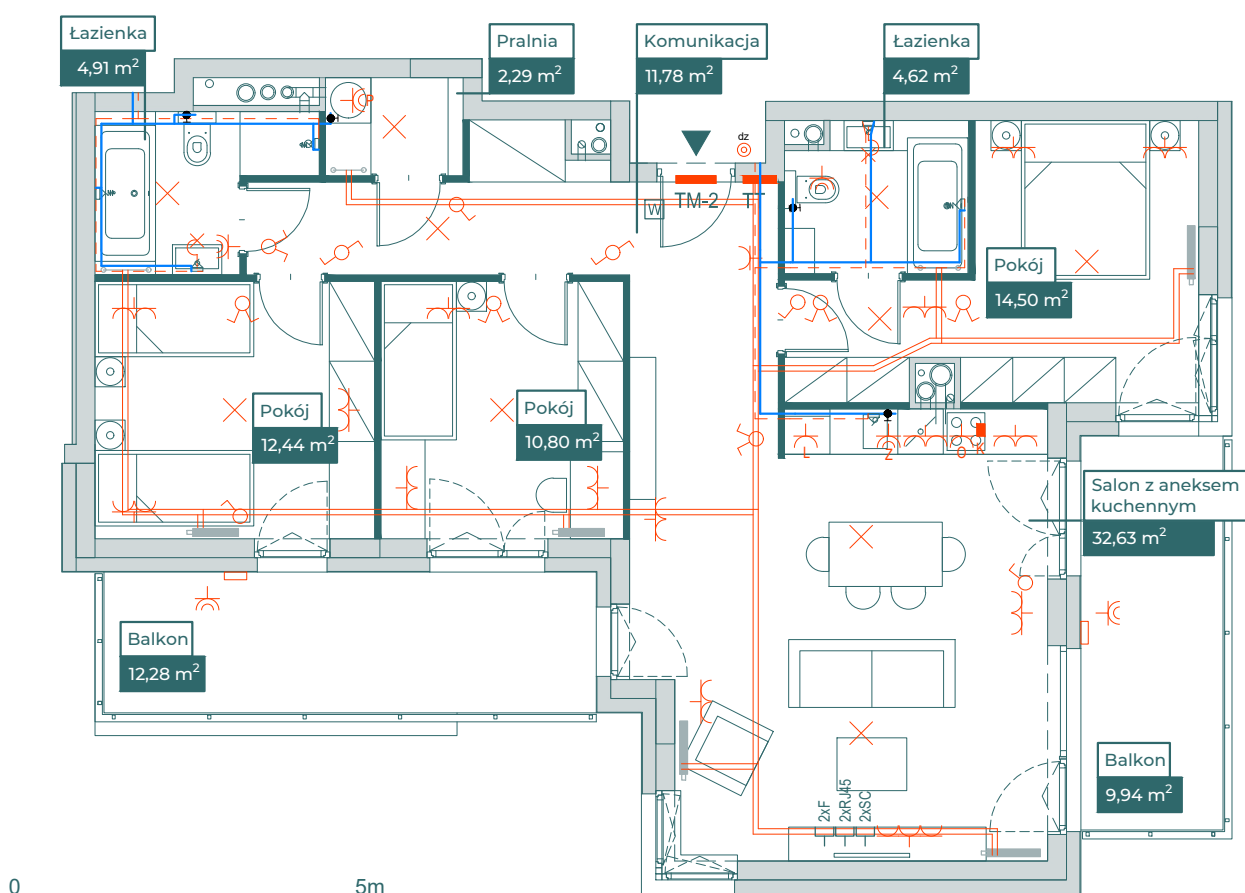 Łazienka
4,91 m²
Pralnia
2,29 m²
Komunikacja
11,78 m²
Łazienka
4,62 m²
dz
TM-2
TT
W
Pokój
14,50 m²
Pokój
12,44 m²
Pokój
10,80 m²
L
Z
O
K
Salon z aneksem
kuchennym
32,63 m²
Balkon
12,28 m²
Balkon
9,94 m²
2xF
2xRJ45
2xSC
0
5m